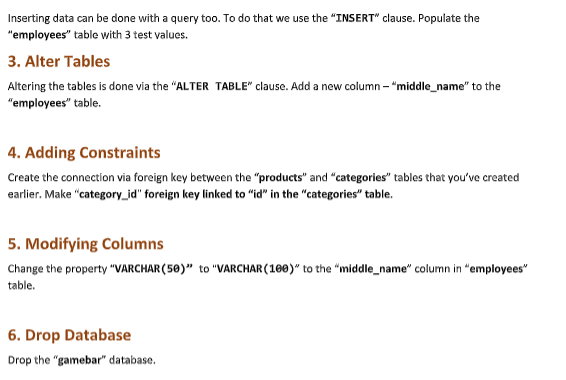 Inserting data can be done with a query too. To do that we use the “INSERT” clause. Populate the
“employees” table with 3 test values.
3. Alter Tables
Altering the tables is done via the “ALTER TABLE” clause. Add a new column – “middle_name” to the
“employees” table.
4. Adding Constraints
Create the connection via foreign key between the “products” and “categories” tables that you’ve created
earlier. Make “category_id” foreign key linked to “id” in the “categories” table.
5. Modifying Columns
Change the property “VARCHAR(50)” to “VARCHAR(100)” to the “middle_name” column in “employees”
table.
6. Drop Database
Drop the “gamebar” database.